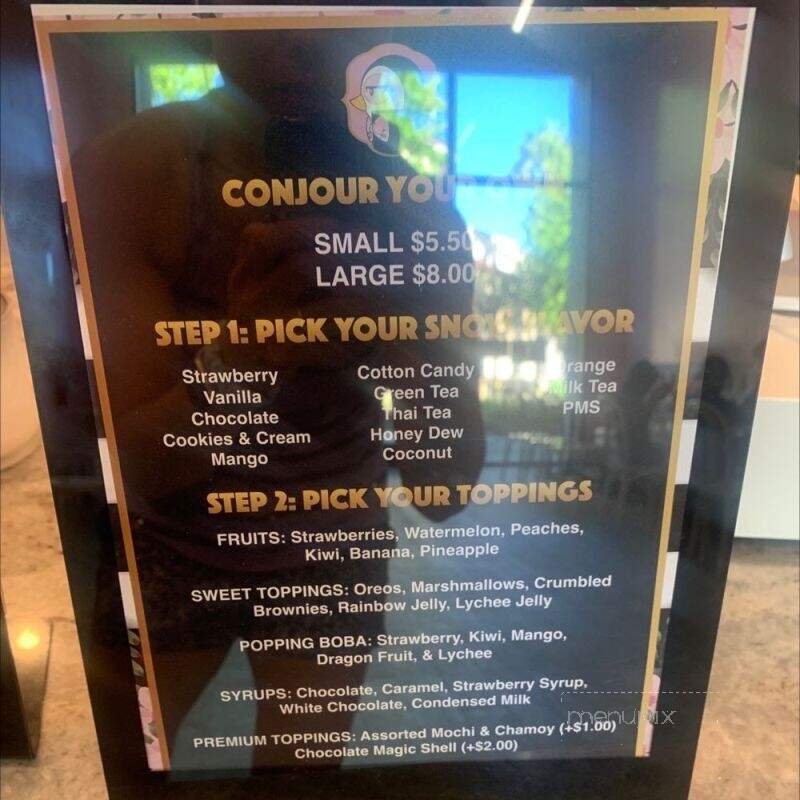 CONJOUR YOUR OWN
SMALL $5.50
LARGE $8.00
STEP 1: PICK YOUR SNOW FLAVOR
Strawberry
Vanilla
Chocolate
Cookies & Cream
Mango
Cotton Candy
Green Tea
Thai Tea
Honey Dew
Coconut
Orange
Milk Tea
PMS
STEP 2: PICK YOUR TOPPINGS
FRUITS: Strawberries, Watermelon, Peaches,
Kiwi, Banana, Pineapple
SWEET TOPPINGS: Oreos, Marshmallows, Crumbled
Brownies, Rainbow Jelly, Lychee Jelly
POPPING BOBA: Strawberry, Kiwi, Mango,
Dragon Fruit, & Lychee
SYRUPS: Chocolate, Caramel, Strawberry Syrup,
White Chocolate, Condensed Milk
PREMIUM TOPPINGS: Assorted Mochi & Chamoy (+$1.00)
Chocolate Magic Shell (+$2.00)
menupix